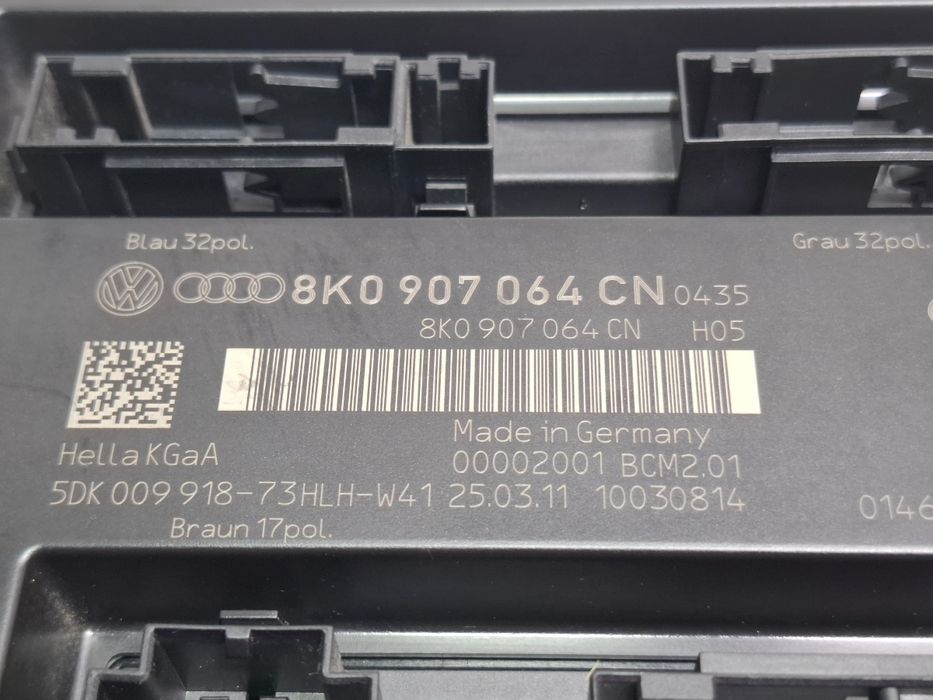 Blau 32pol.
Grau 32pol.
8K0 907 064 CN 0435
8K0 907 064 CN H05
Made in Germany
Hella KGaA
00002001 BCM2.01
5DK 009 918-73HLH-W41 25.03.11 10030814
0146
Braun 17pol.